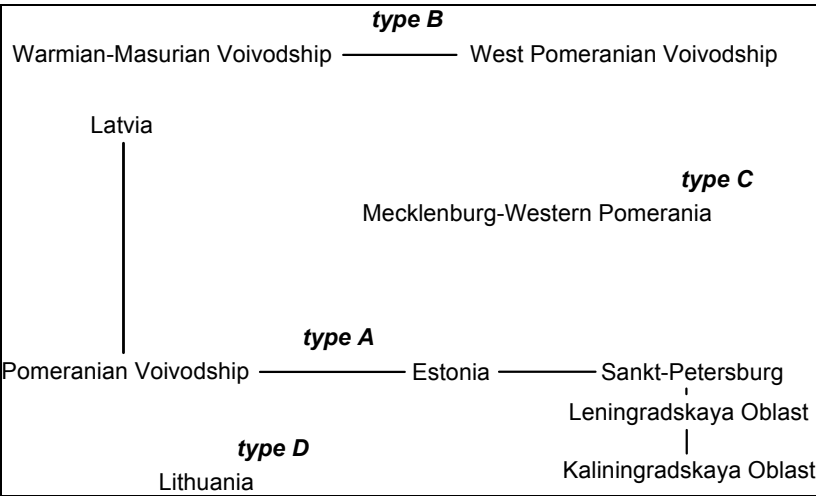 type B
Warmian-Masurian Voivodship West Pomeranian Voivodship
Latvia
type C
Mecklenburg-Western Pomerania
type A
Pomeranian Voivodship Estonia Sankt-Petersburg
Leningradskaya Oblast
type D
Kaliningradskaya Oblast
Lithuania